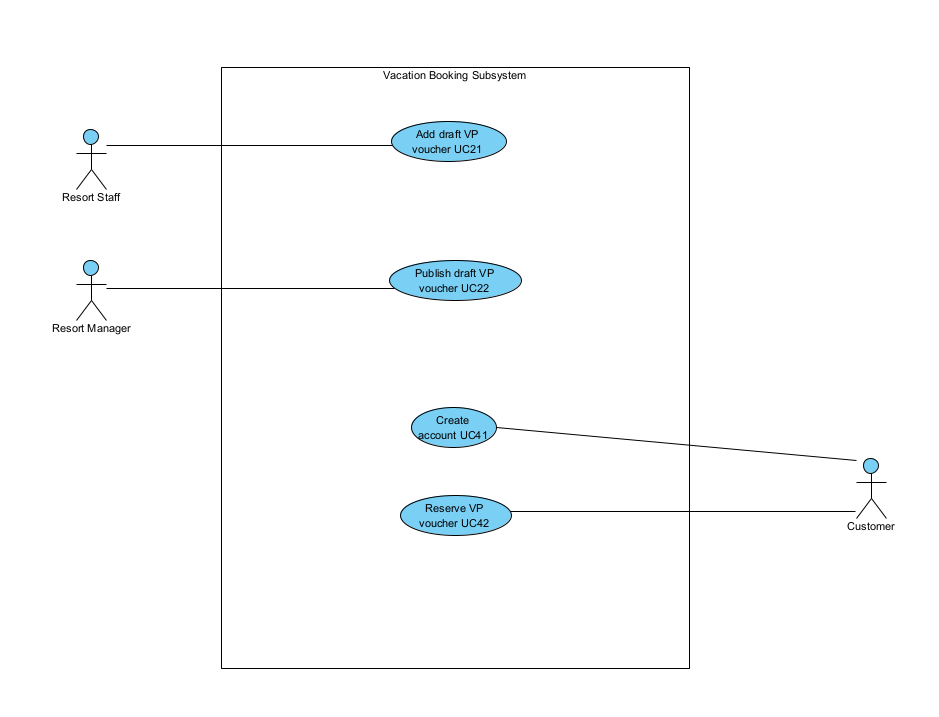 Vacation Booking Subsystem
Add draft VP
voucher UC21
Resort Staff
Publish draft VP
voucher UC22
Resort Manager
Create
account UC41
Reserve VP
voucher UC42
Customer